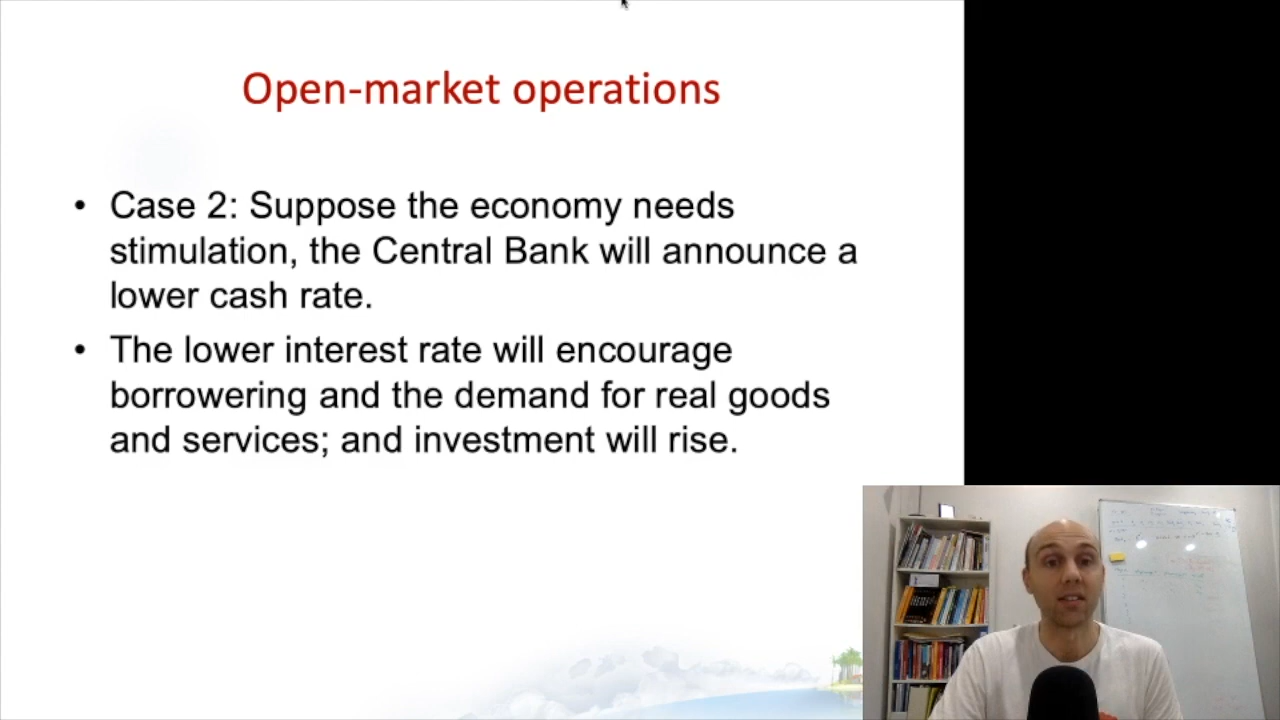 Open-market operations
• Case 2: Suppose the economy needs
stimulation, the Central Bank will announce a
lower cash rate.
• The lower interest rate will encourage
borrowering and the demand for real goods
and services; and investment will rise.